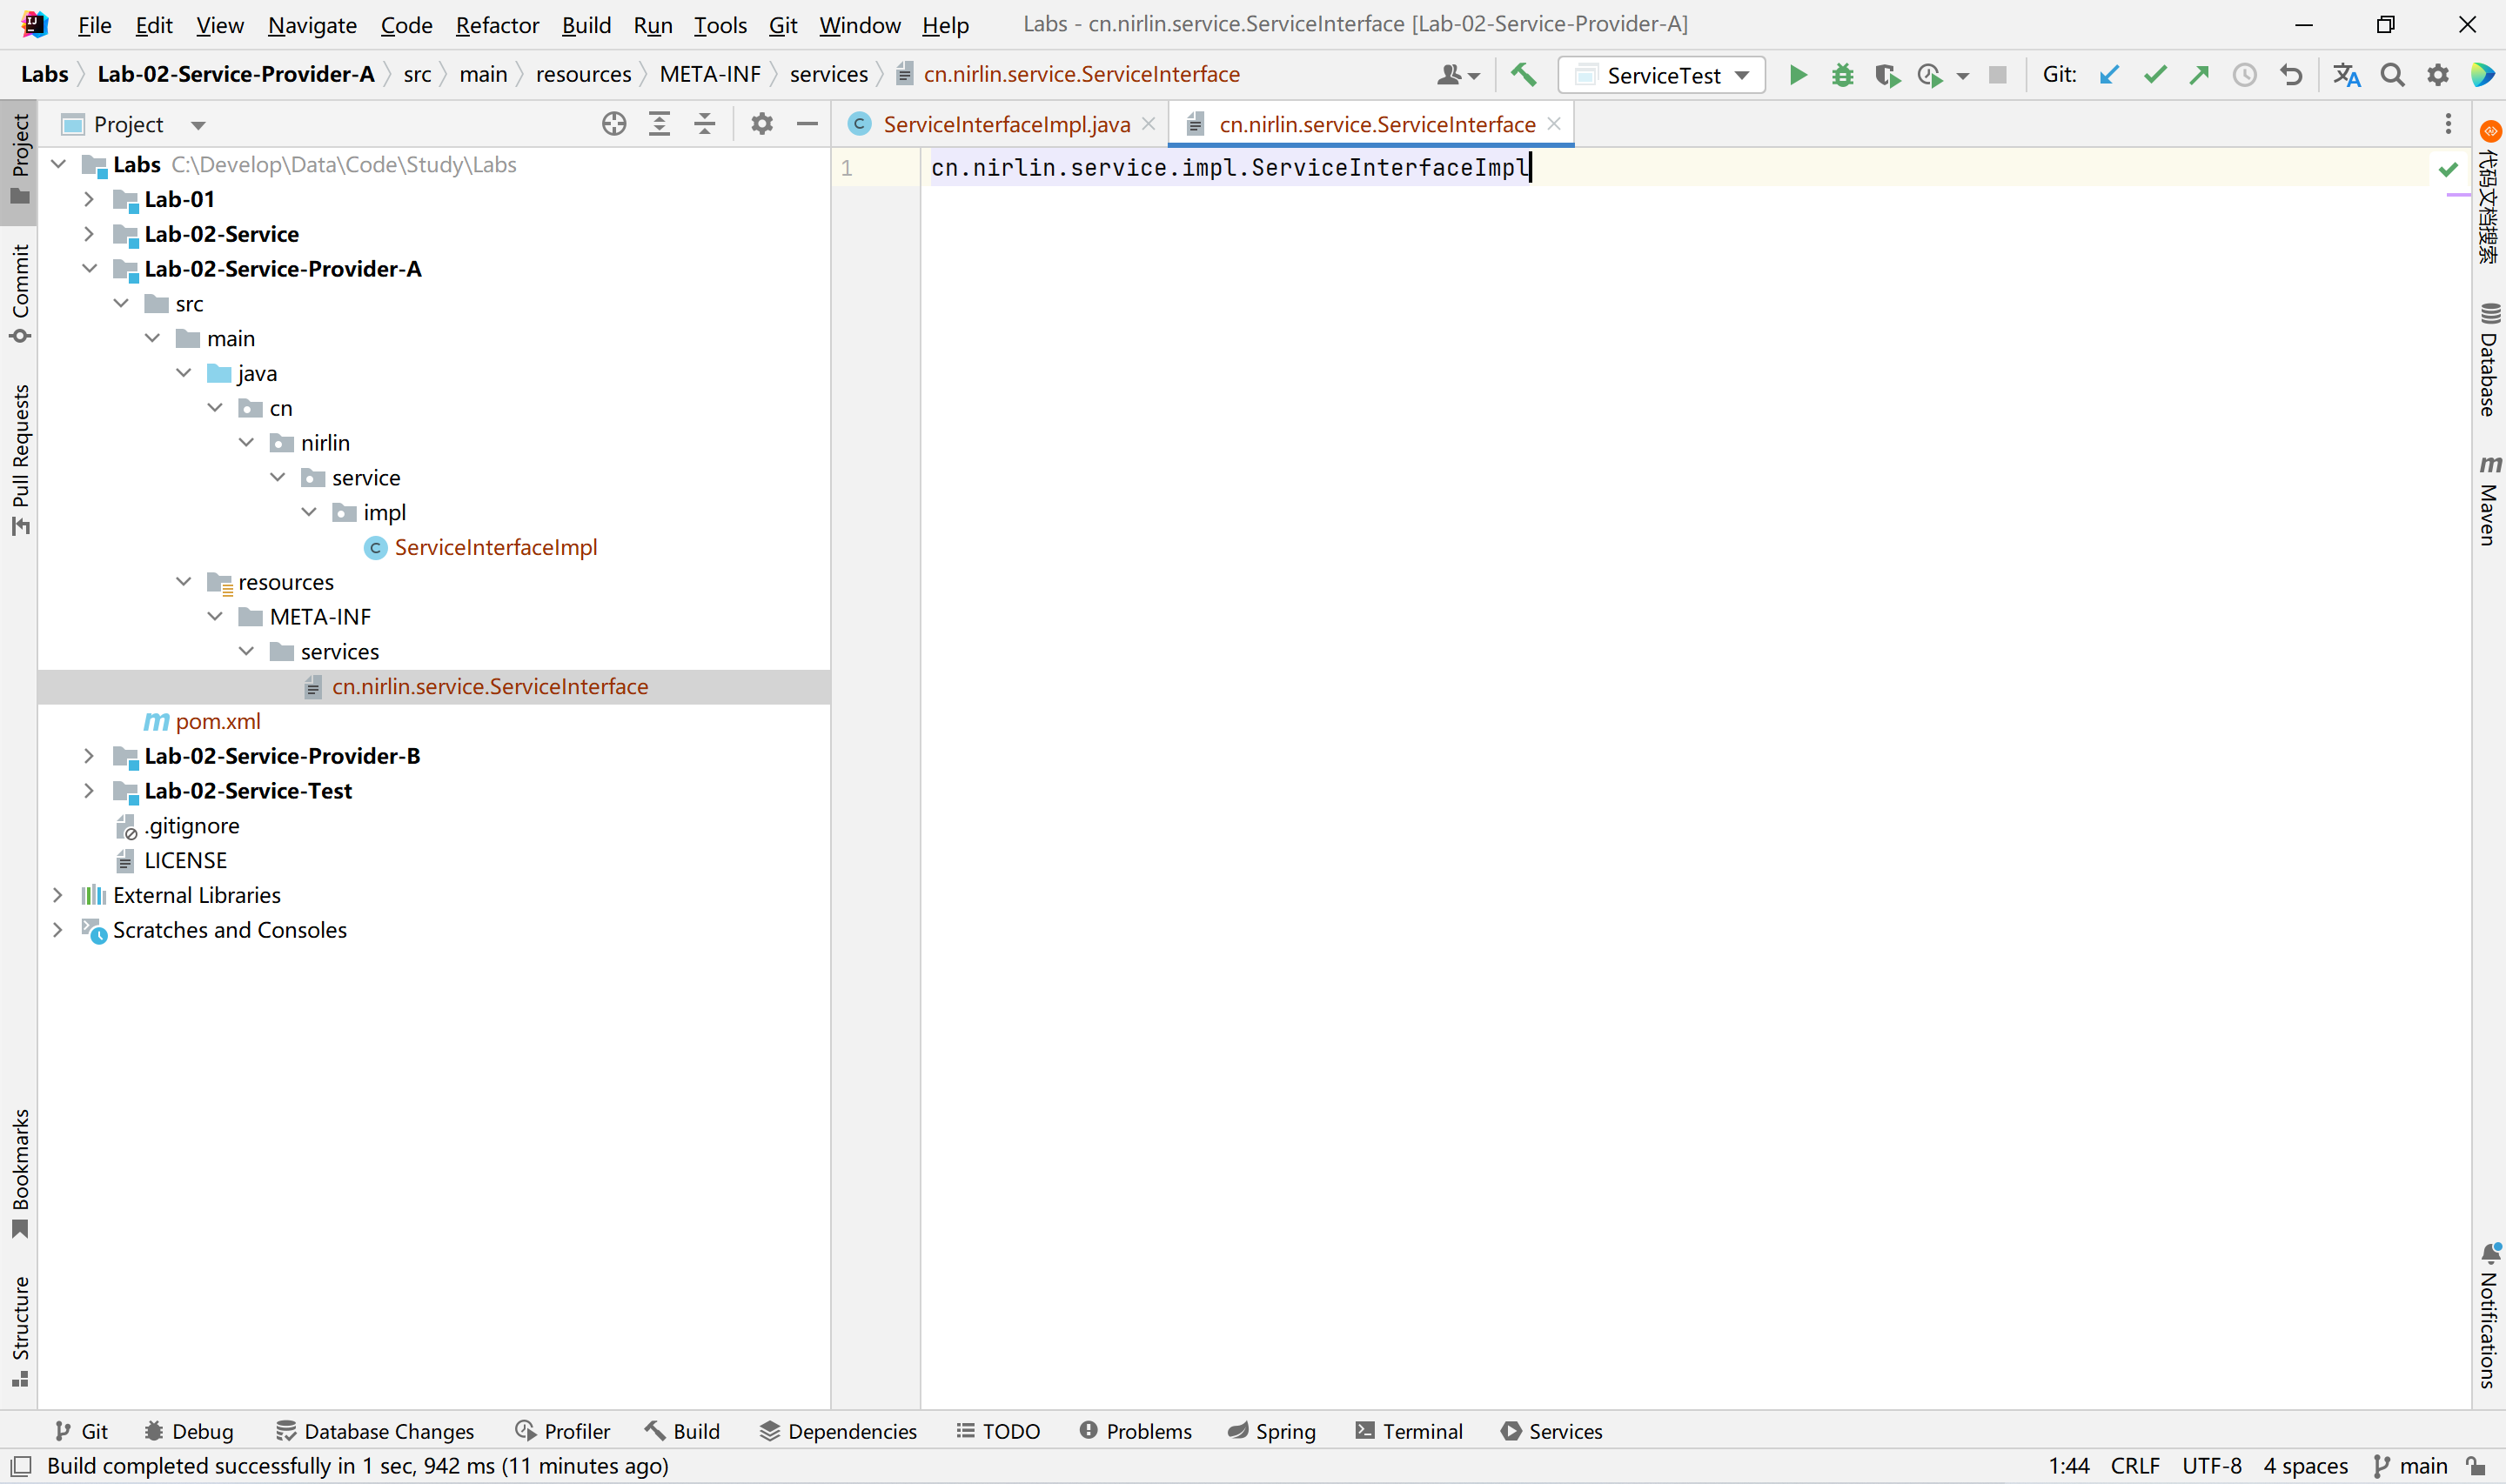 File Edit View Navigate Code Refactor Build Run Tools Git Window Help Labs - cn.nirlin.service.ServiceInterface [Lab-02-Service-Provider-A]
Labs Lab-02-Service-Provider-A src main resources META-INF services cn.nirlin.service.ServiceInterface ServiceTest Git:
Project
ServiceInterfaceImpl.java cn.nirlin.service.ServiceInterface
Labs C:\Develop\Data\Code\Study\Labs
Lab-01
Lab-02-Service
Lab-02-Service-Provider-A
src
main
java
cn
nirlin
service
impl
ServiceInterfaceImpl
resources
META-INF
services
cn.nirlin.service.ServiceInterface
pom.xml
Lab-02-Service-Provider-B
Lab-02-Service-Test
.gitignore
LICENSE
External Libraries
Scratches and Consoles
1 cn.nirlin.service.impl.ServiceInterfaceImpl
Project
Commit
Pull Requests
Bookmarks
Structure
代码文档搜索
Database
Maven
Notifications
Git Debug Database Changes Profiler Build Dependencies TODO Problems Spring Terminal Services
Build completed successfully in 1 sec, 942 ms (11 minutes ago) 1:44 CRLF UTF-8 4 spaces main